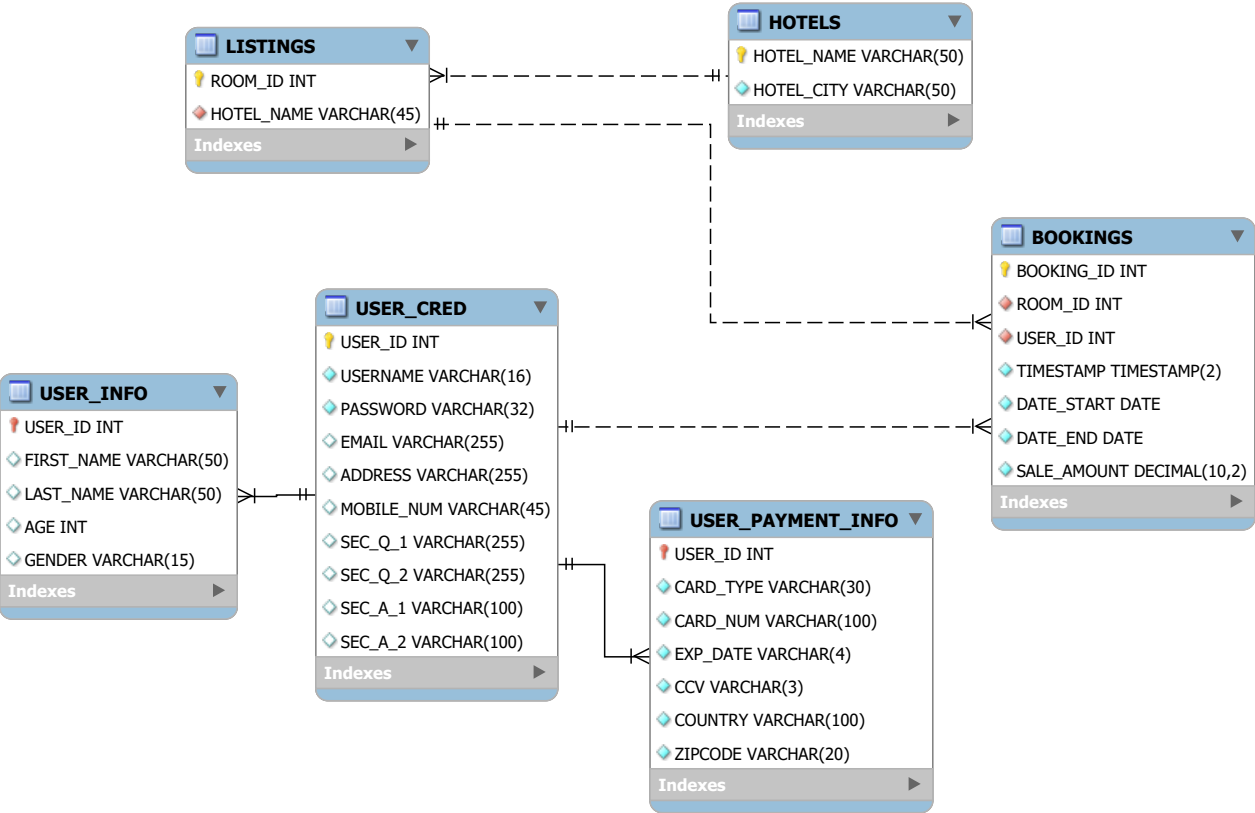 LISTINGS
ROOM_ID INT
HOTEL_NAME VARCHAR(45)
Indexes
HOTELS
HOTEL_NAME VARCHAR(50)
HOTEL_CITY VARCHAR(50)
Indexes
BOOKINGS
BOOKING_ID INT
ROOM_ID INT
USER_ID INT
TIMESTAMP TIMESTAMP(2)
DATE_START DATE
DATE_END DATE
SALE_AMOUNT DECIMAL(10,2)
Indexes
USER_CRED
USER_ID INT
USERNAME VARCHAR(16)
PASSWORD VARCHAR(32)
EMAIL VARCHAR(255)
ADDRESS VARCHAR(255)
MOBILE_NUM VARCHAR(45)
SEC_Q_1 VARCHAR(255)
SEC_Q_2 VARCHAR(255)
SEC_A_1 VARCHAR(100)
SEC_A_2 VARCHAR(100)
Indexes
USER_INFO
USER_ID INT
FIRST_NAME VARCHAR(50)
LAST_NAME VARCHAR(50)
AGE INT
GENDER VARCHAR(15)
Indexes
USER_PAYMENT_INFO
USER_ID INT
CARD_TYPE VARCHAR(30)
CARD_NUM VARCHAR(100)
EXP_DATE VARCHAR(4)
CCV VARCHAR(3)
COUNTRY VARCHAR(100)
ZIPCODE VARCHAR(20)
Indexes